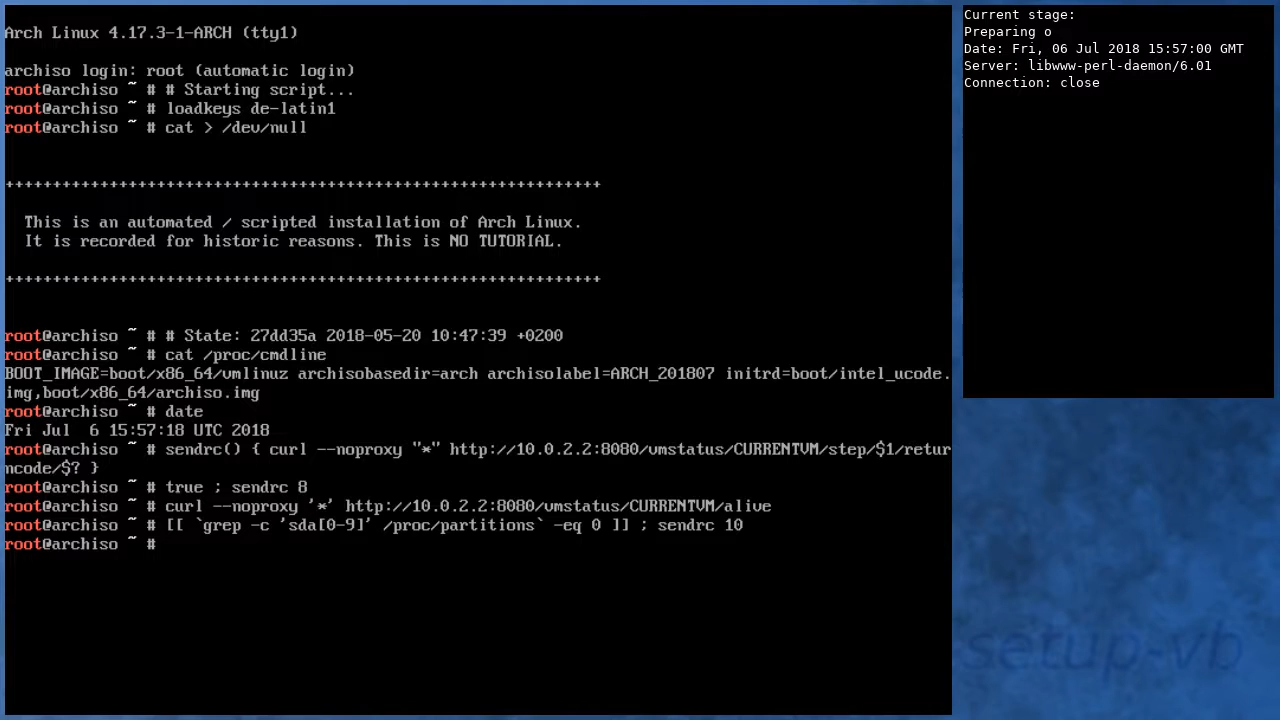 Arch Linux 4.17.3-1-ARCH (tty1)
archiso login: root (automatic login)
root@archiso ~ # # Starting script...
root@archiso ~ # loadkeys de-latin1
root@archiso ~ # cat > /dev/null
+++++++++++++++++++++++++++++++++++++++++++++++++++++++++++++++
This is an automated / scripted installation of Arch Linux.
It is recorded for historic reasons. This is NO TUTORIAL.
+++++++++++++++++++++++++++++++++++++++++++++++++++++++++++++++
root@archiso ~ # # State: 27dd35a 2018-05-20 10:47:39 +0200
root@archiso ~ # cat /proc/cmdline
BOOT_IMAGE=boot/x86_64/vmlinuz archisobasedir=arch archisolabel=ARCH_201807 initrd=boot/intel_ucode.
img,boot/x86_64/archiso.img
root@archiso ~ # date
Fri Jul  6 15:57:18 UTC 2018
root@archiso ~ # sendrc() { curl --noproxy "*" http://10.0.2.2:8080/vmstatus/CURRENTVM/step/$1/retur
ncode/$? }
root@archiso ~ # true ; sendrc 8
root@archiso ~ # curl --noproxy '*' http://10.0.2.2:8080/vmstatus/CURRENTVM/alive
root@archiso ~ # [[ `grep -c 'sda[0-9]' /proc/partitions` -eq 0 ]] ; sendrc 10
root@archiso ~ #
Current stage:
Preparing o
Date: Fri, 06 Jul 2018 15:57:00 GMT
Server: libwww-perl-daemon/6.01
Connection: close
setup-vb